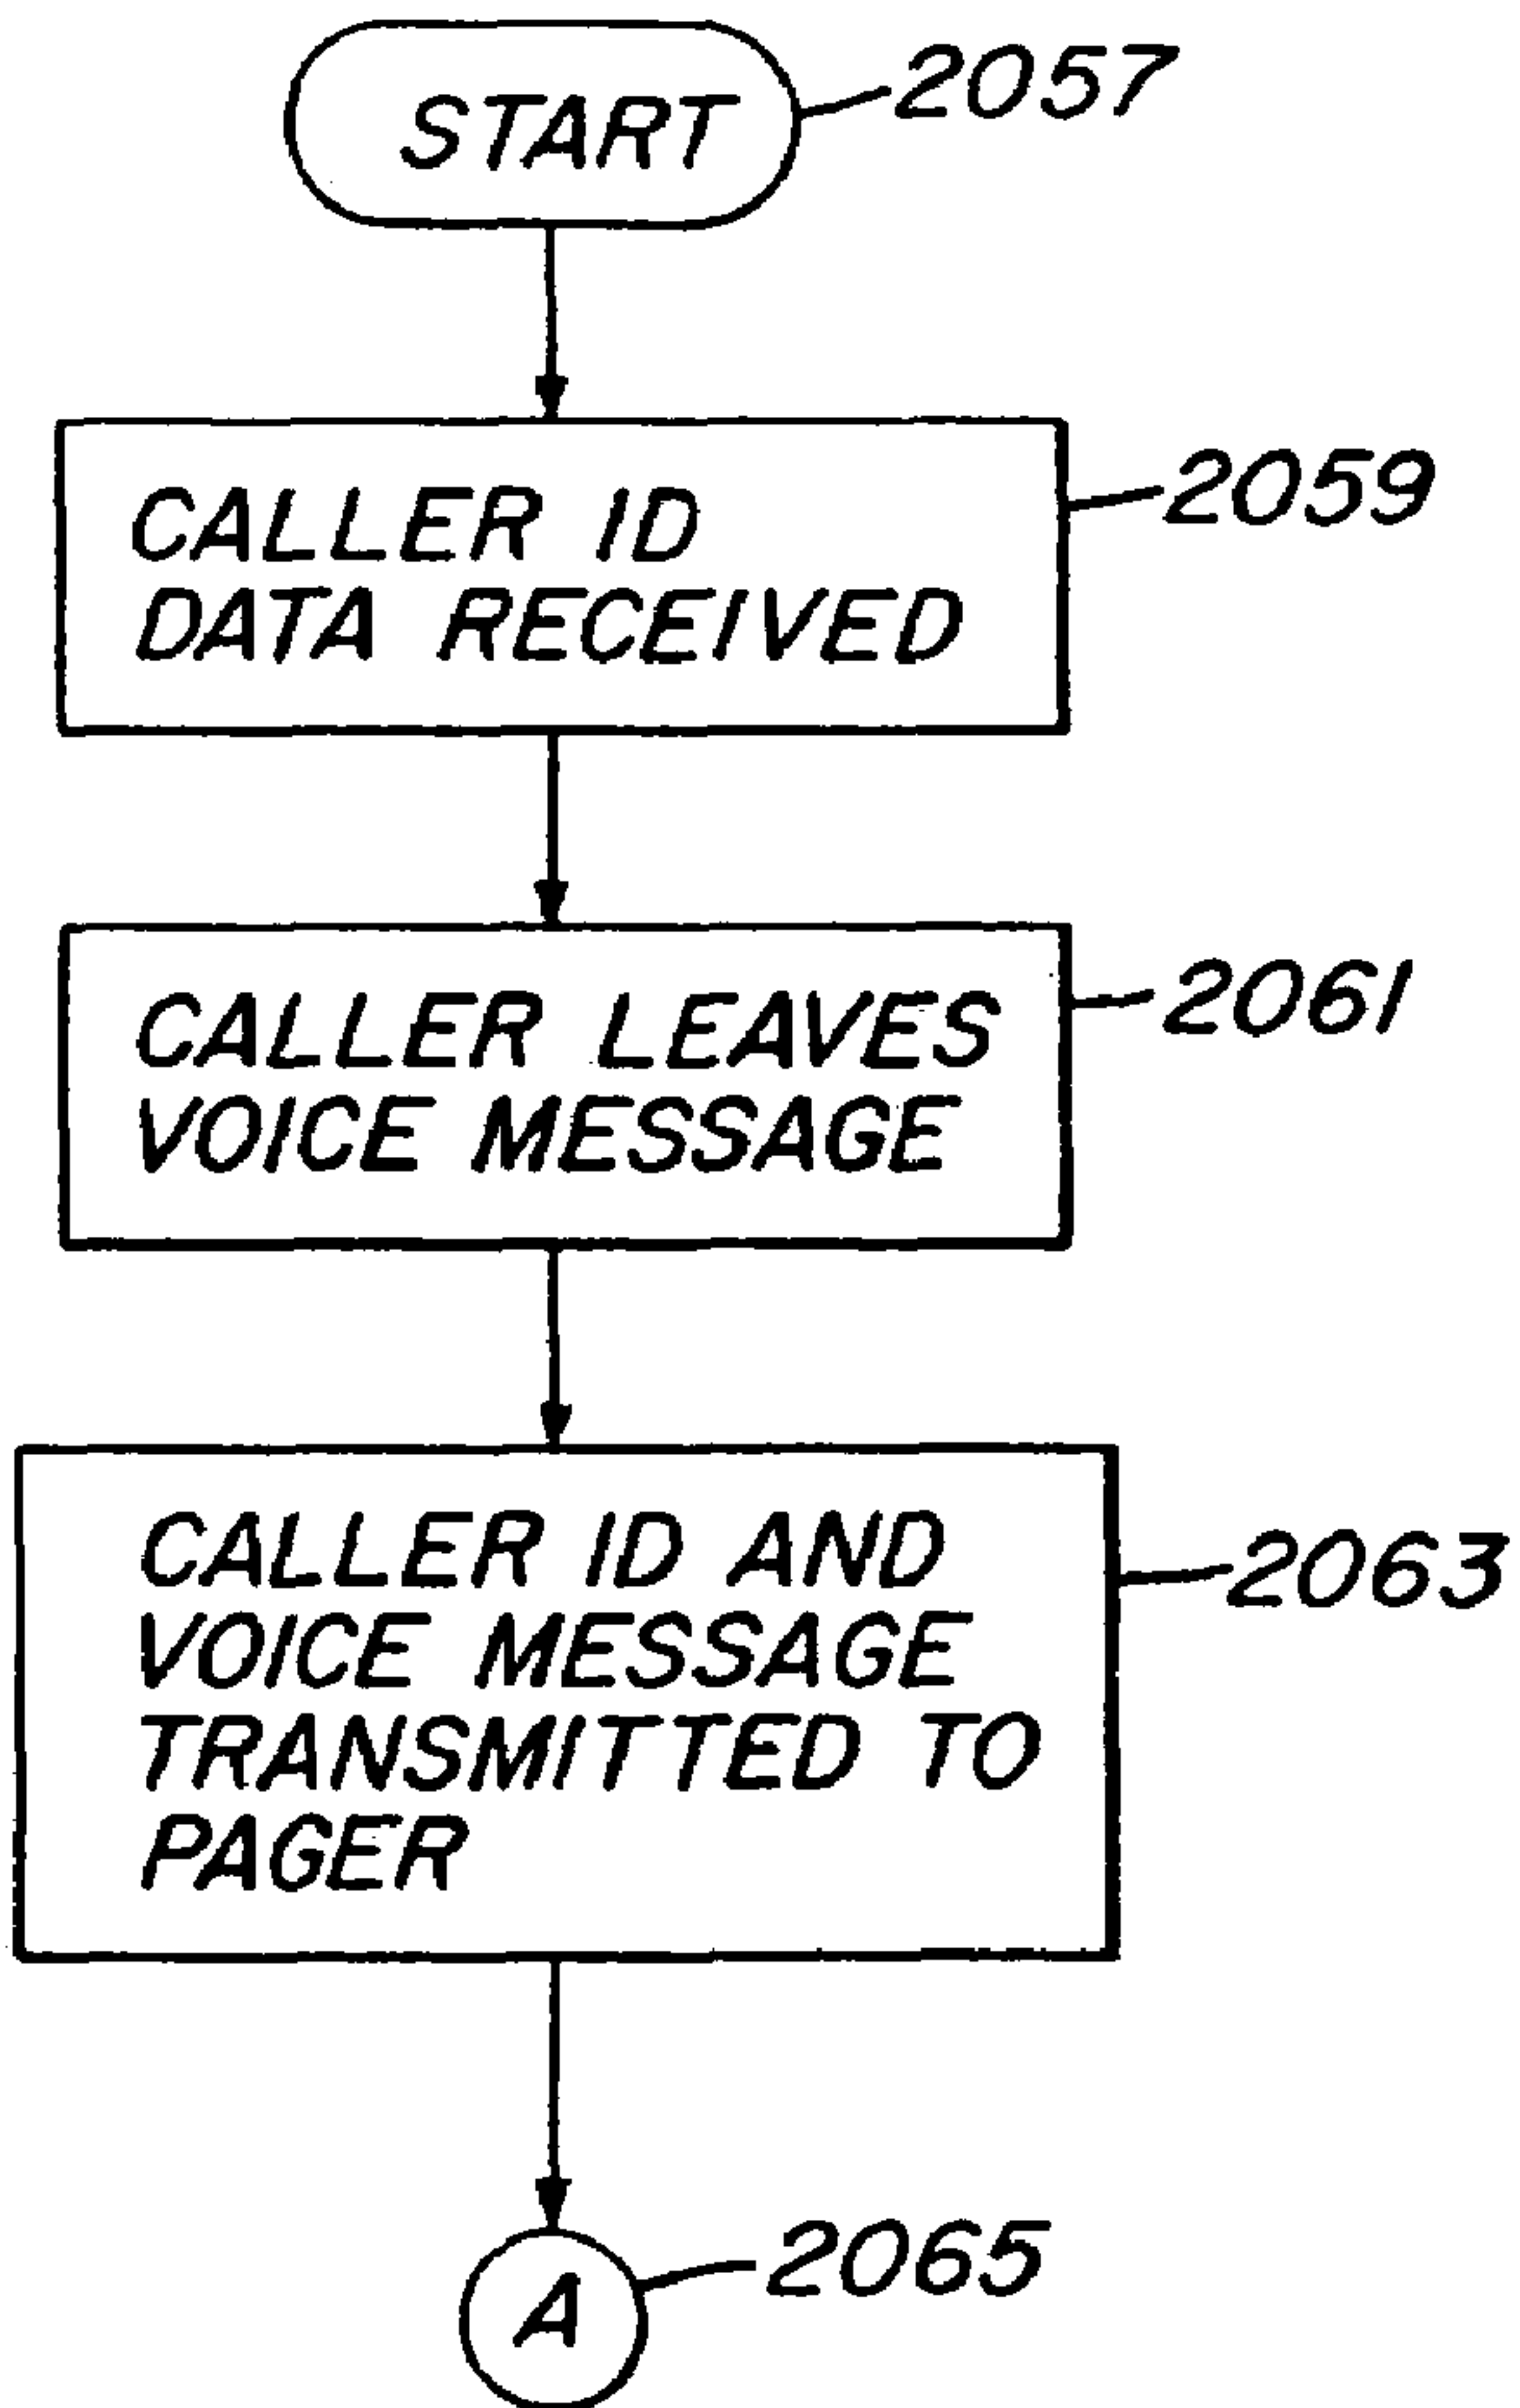 START
2057
CALLER ID
DATA RECEIVED
2059
CALLER LEAVES
VOICE MESSAGE
2061
CALLER ID AND
VOICE MESSAGE
TRANSMITTED TO
PAGER
2063
A
2065